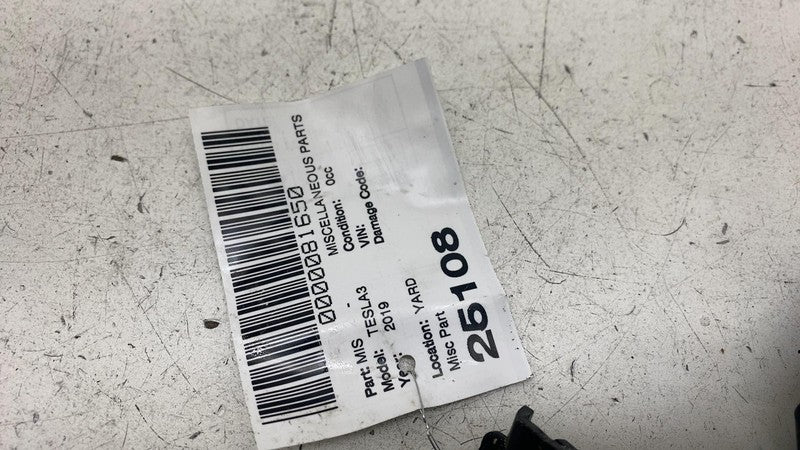 0000081650
MISCELLANEOUS PARTS
Part: MIS - 0cc
Model: TESLA3 Condition:
Year: 2019 VIN:
Damage Code:
Location: YARD
Misc Part
25108